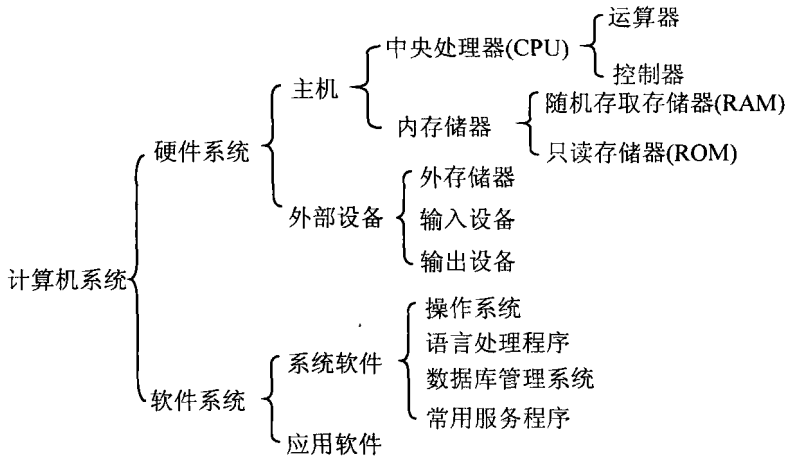 运算器
中央处理器(CPU)
控制器
主机
随机存取存储器(RAM)
内存储器
只读存储器(ROM)
硬件系统
外存储器
外部设备
输入设备
输出设备
计算机系统
操作系统
语言处理程序
系统软件
数据库管理系统
常用服务程序
软件系统
应用软件